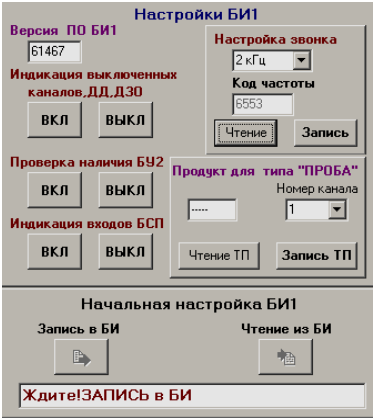 Настройки БИ1
Версия ПО БИ1
61467
Настройка звонка
2 кГц
Код частоты
6553
Чтение Запись
Индикация выключенных
каналов,ДД,ДЗО
ВКЛ ВЫКЛ
Проверка наличия БУ2
ВКЛ ВЫКЛ
Индикация входов БСП
ВКЛ ВЫКЛ
Продукт для типа "ПРОБА"
Номер канала
----- 1
Чтение ТП Запись ТП
Начальная настройка БИ1
Запись в БИ Чтение из БИ
Ждите!ЗАПИСЬ в БИ